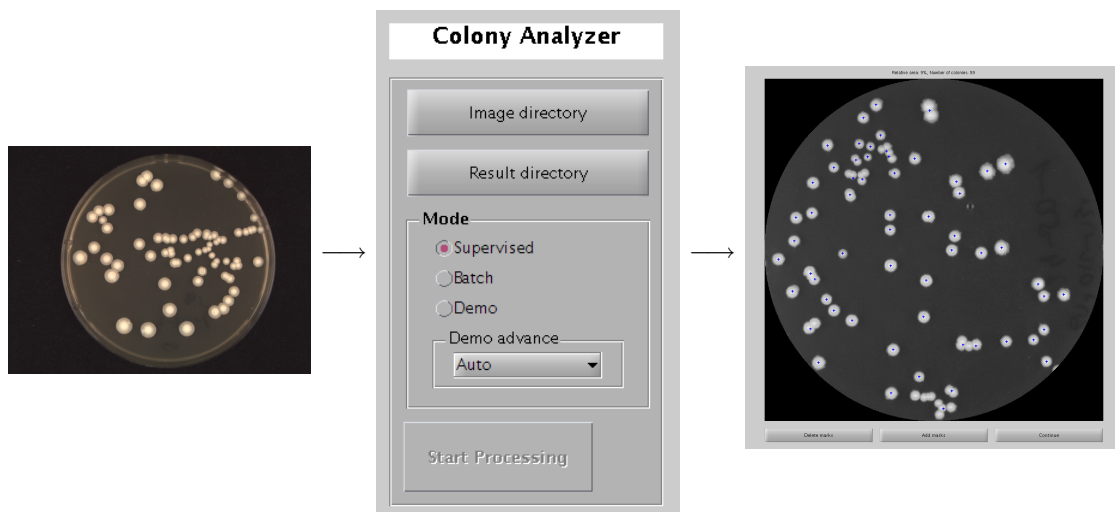 Colony Analyzer
Image directory
Result directory
Mode
Supervised
Batch
Demo
Demo advance
Auto
Start Processing
Delete marks
Add marks
Continue